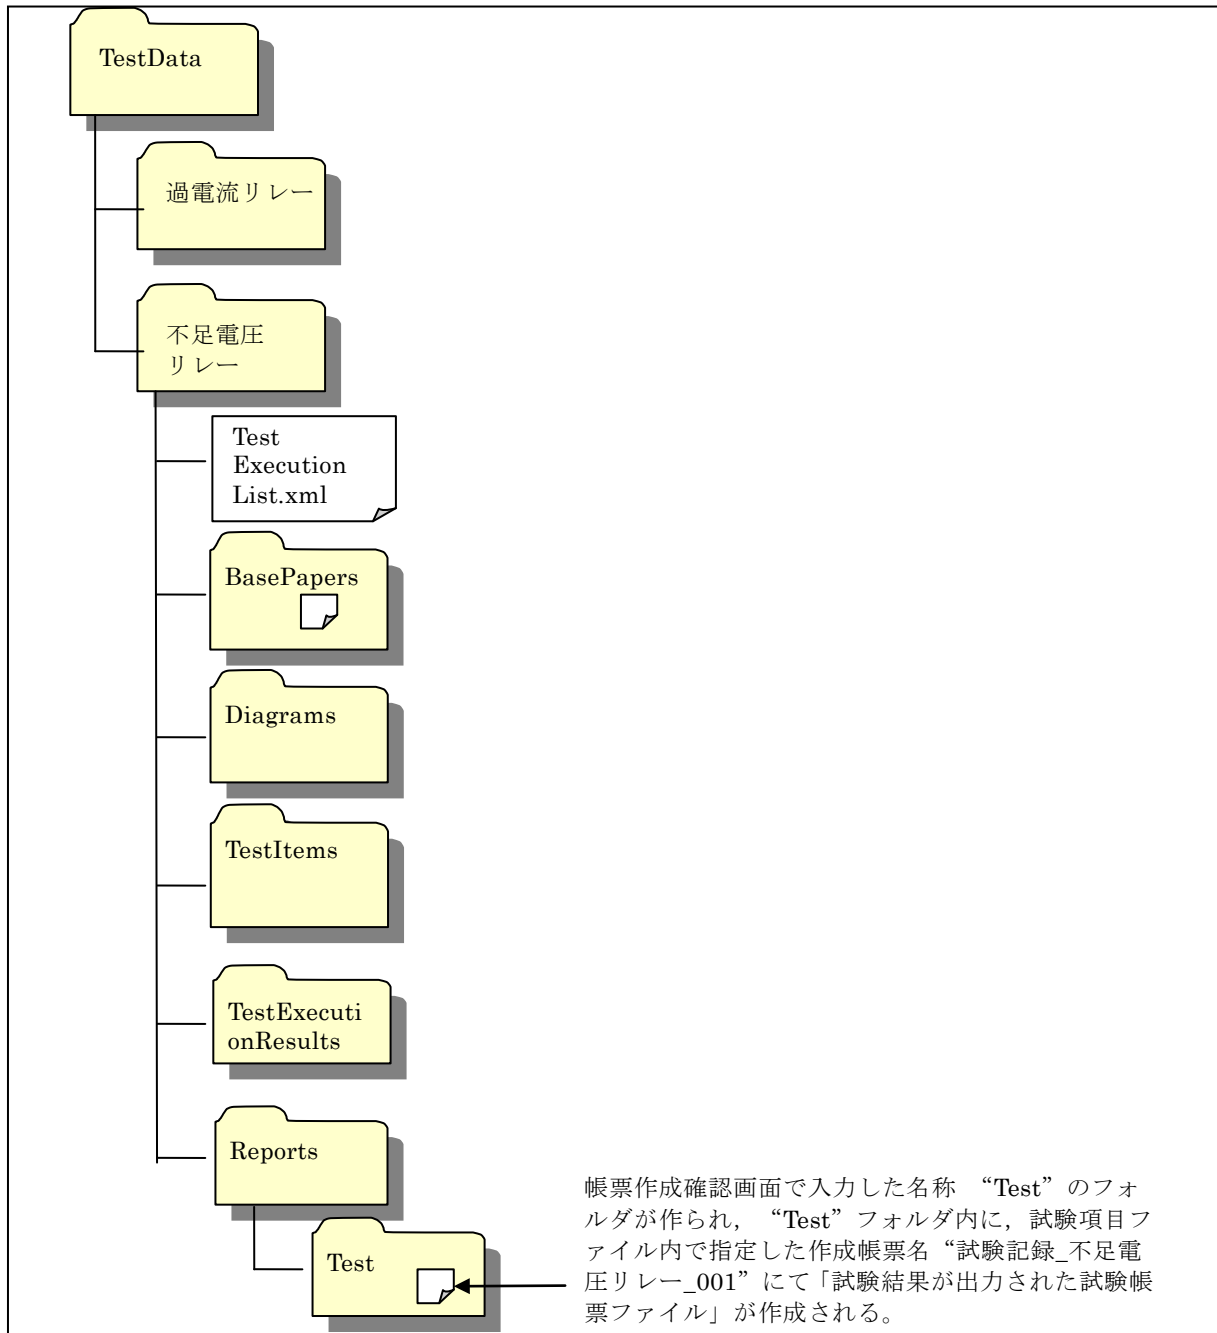 TestData
過電流リレー
不足電圧
リレー
Test
Execution
List.xml
BasePapers
Diagrams
TestItems
TestExecuti
onResults
Reports
Test
帳票作成確認画面で入力した名称　“Test”のフォ
ルダが作られ，“Test”フォルダ内に，試験項目フ
ァイル内で指定した作成帳票名“試験記録_不足電
圧リレー_001”にて「試験結果が出力された試験帳
票ファイル」が作成される。